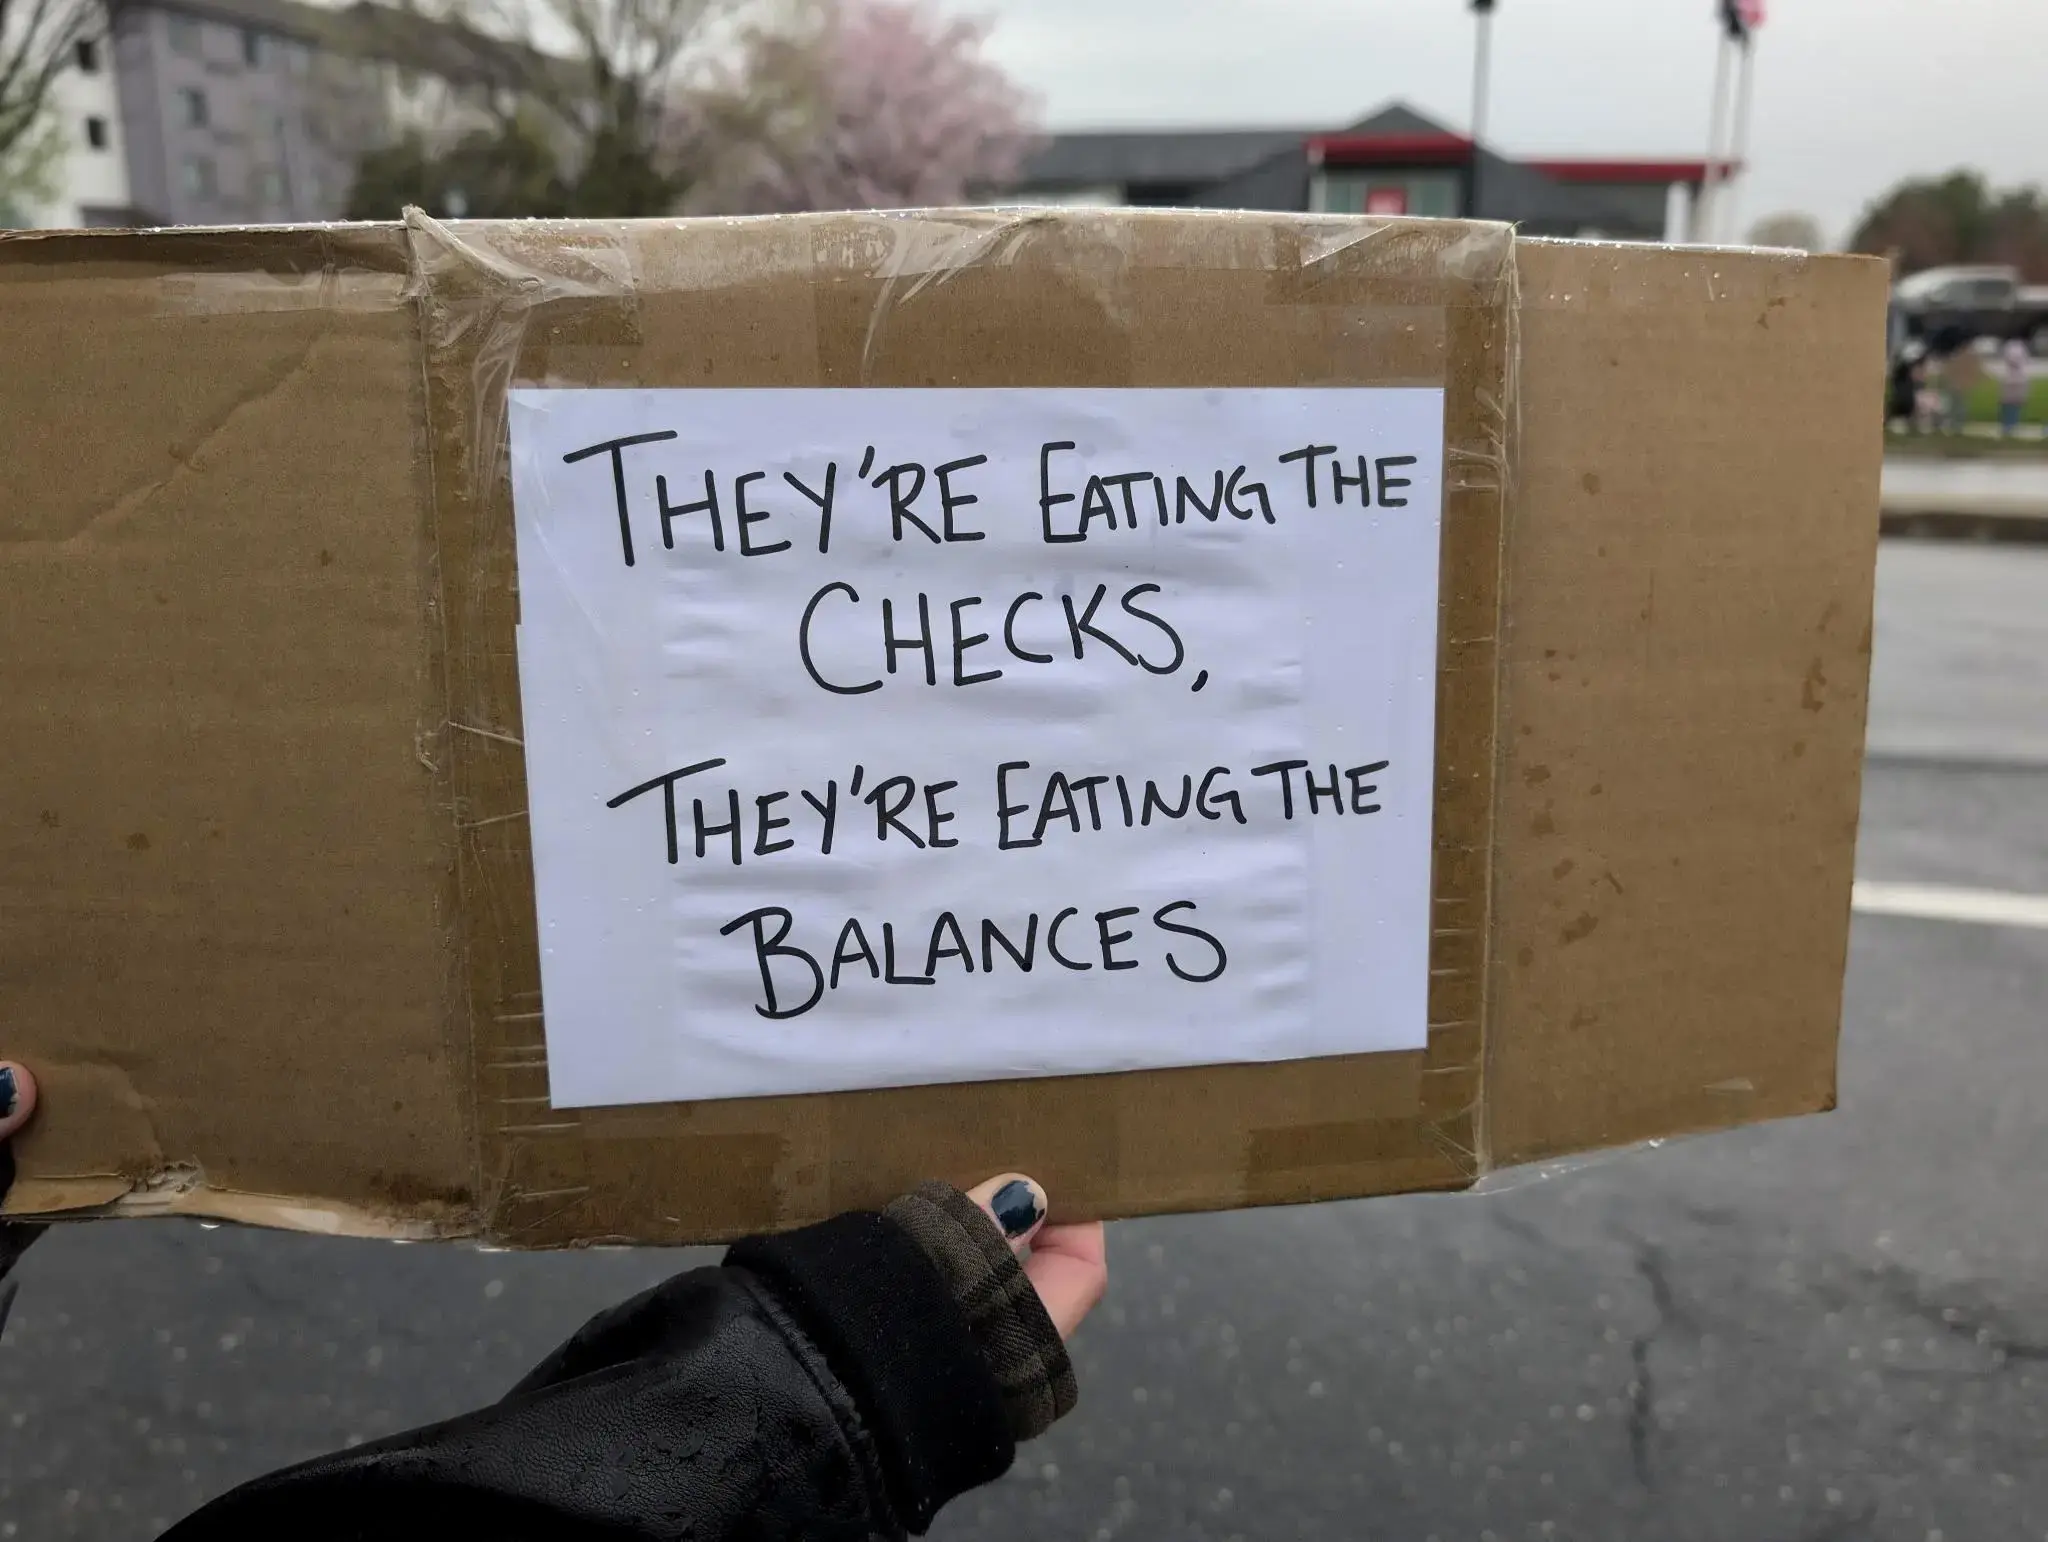 THEY'RE EATING THE
CHECKS,
THEY'RE EATING THE
BALANCES